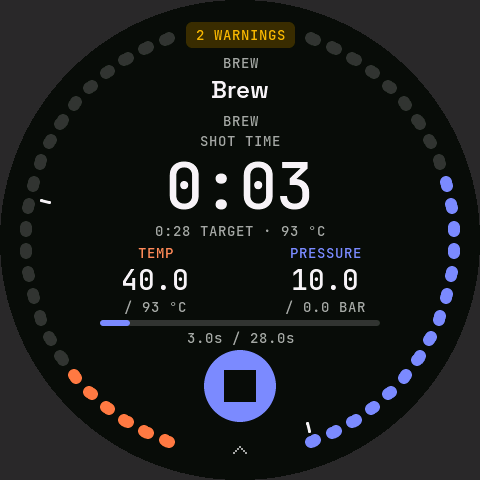 2 WARNINGS
BREW
Brew
BREW
SHOT TIME
0:03
0:28 TARGET · 93 °C
TEMP PRESSURE
40.0 10.0
/ 93 °C / 0.0 BAR
3.0s / 28.0s